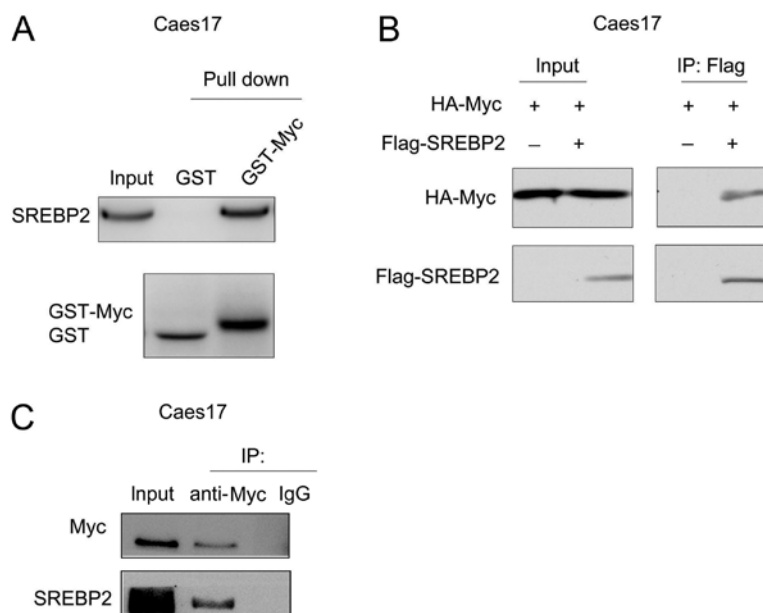 A
Caes17
Pull down
Input GST GST-Myc
SREBP2
GST-Myc
GST
B
Caes17
Input IP: Flag
HA-Myc + + + +
Flag-SREBP2 – + – +
HA-Myc
Flag-SREBP2
C
Caes17
IP:
Input anti-Myc IgG
Myc
SREBP2